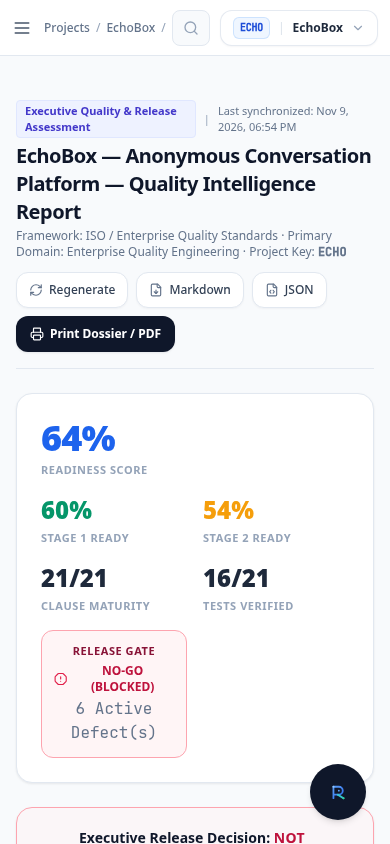 Projects / EchoBox /
ECHO | EchoBox
Executive Quality & Release
Assessment
| Last synchronized: Nov 9,
2026, 06:54 PM
EchoBox — Anonymous Conversation
Platform — Quality Intelligence
Report
Framework: ISO / Enterprise Quality Standards · Primary
Domain: Enterprise Quality Engineering · Project Key: ECHO
Regenerate
Markdown
JSON
Print Dossier / PDF
64%
READINESS SCORE
60%
STAGE 1 READY
54%
STAGE 2 READY
21/21
CLAUSE MATURITY
16/21
TESTS VERIFIED
RELEASE GATE
NO-GO
(BLOCKED)
6 Active
Defect(s)
Executive Release Decision: NOT